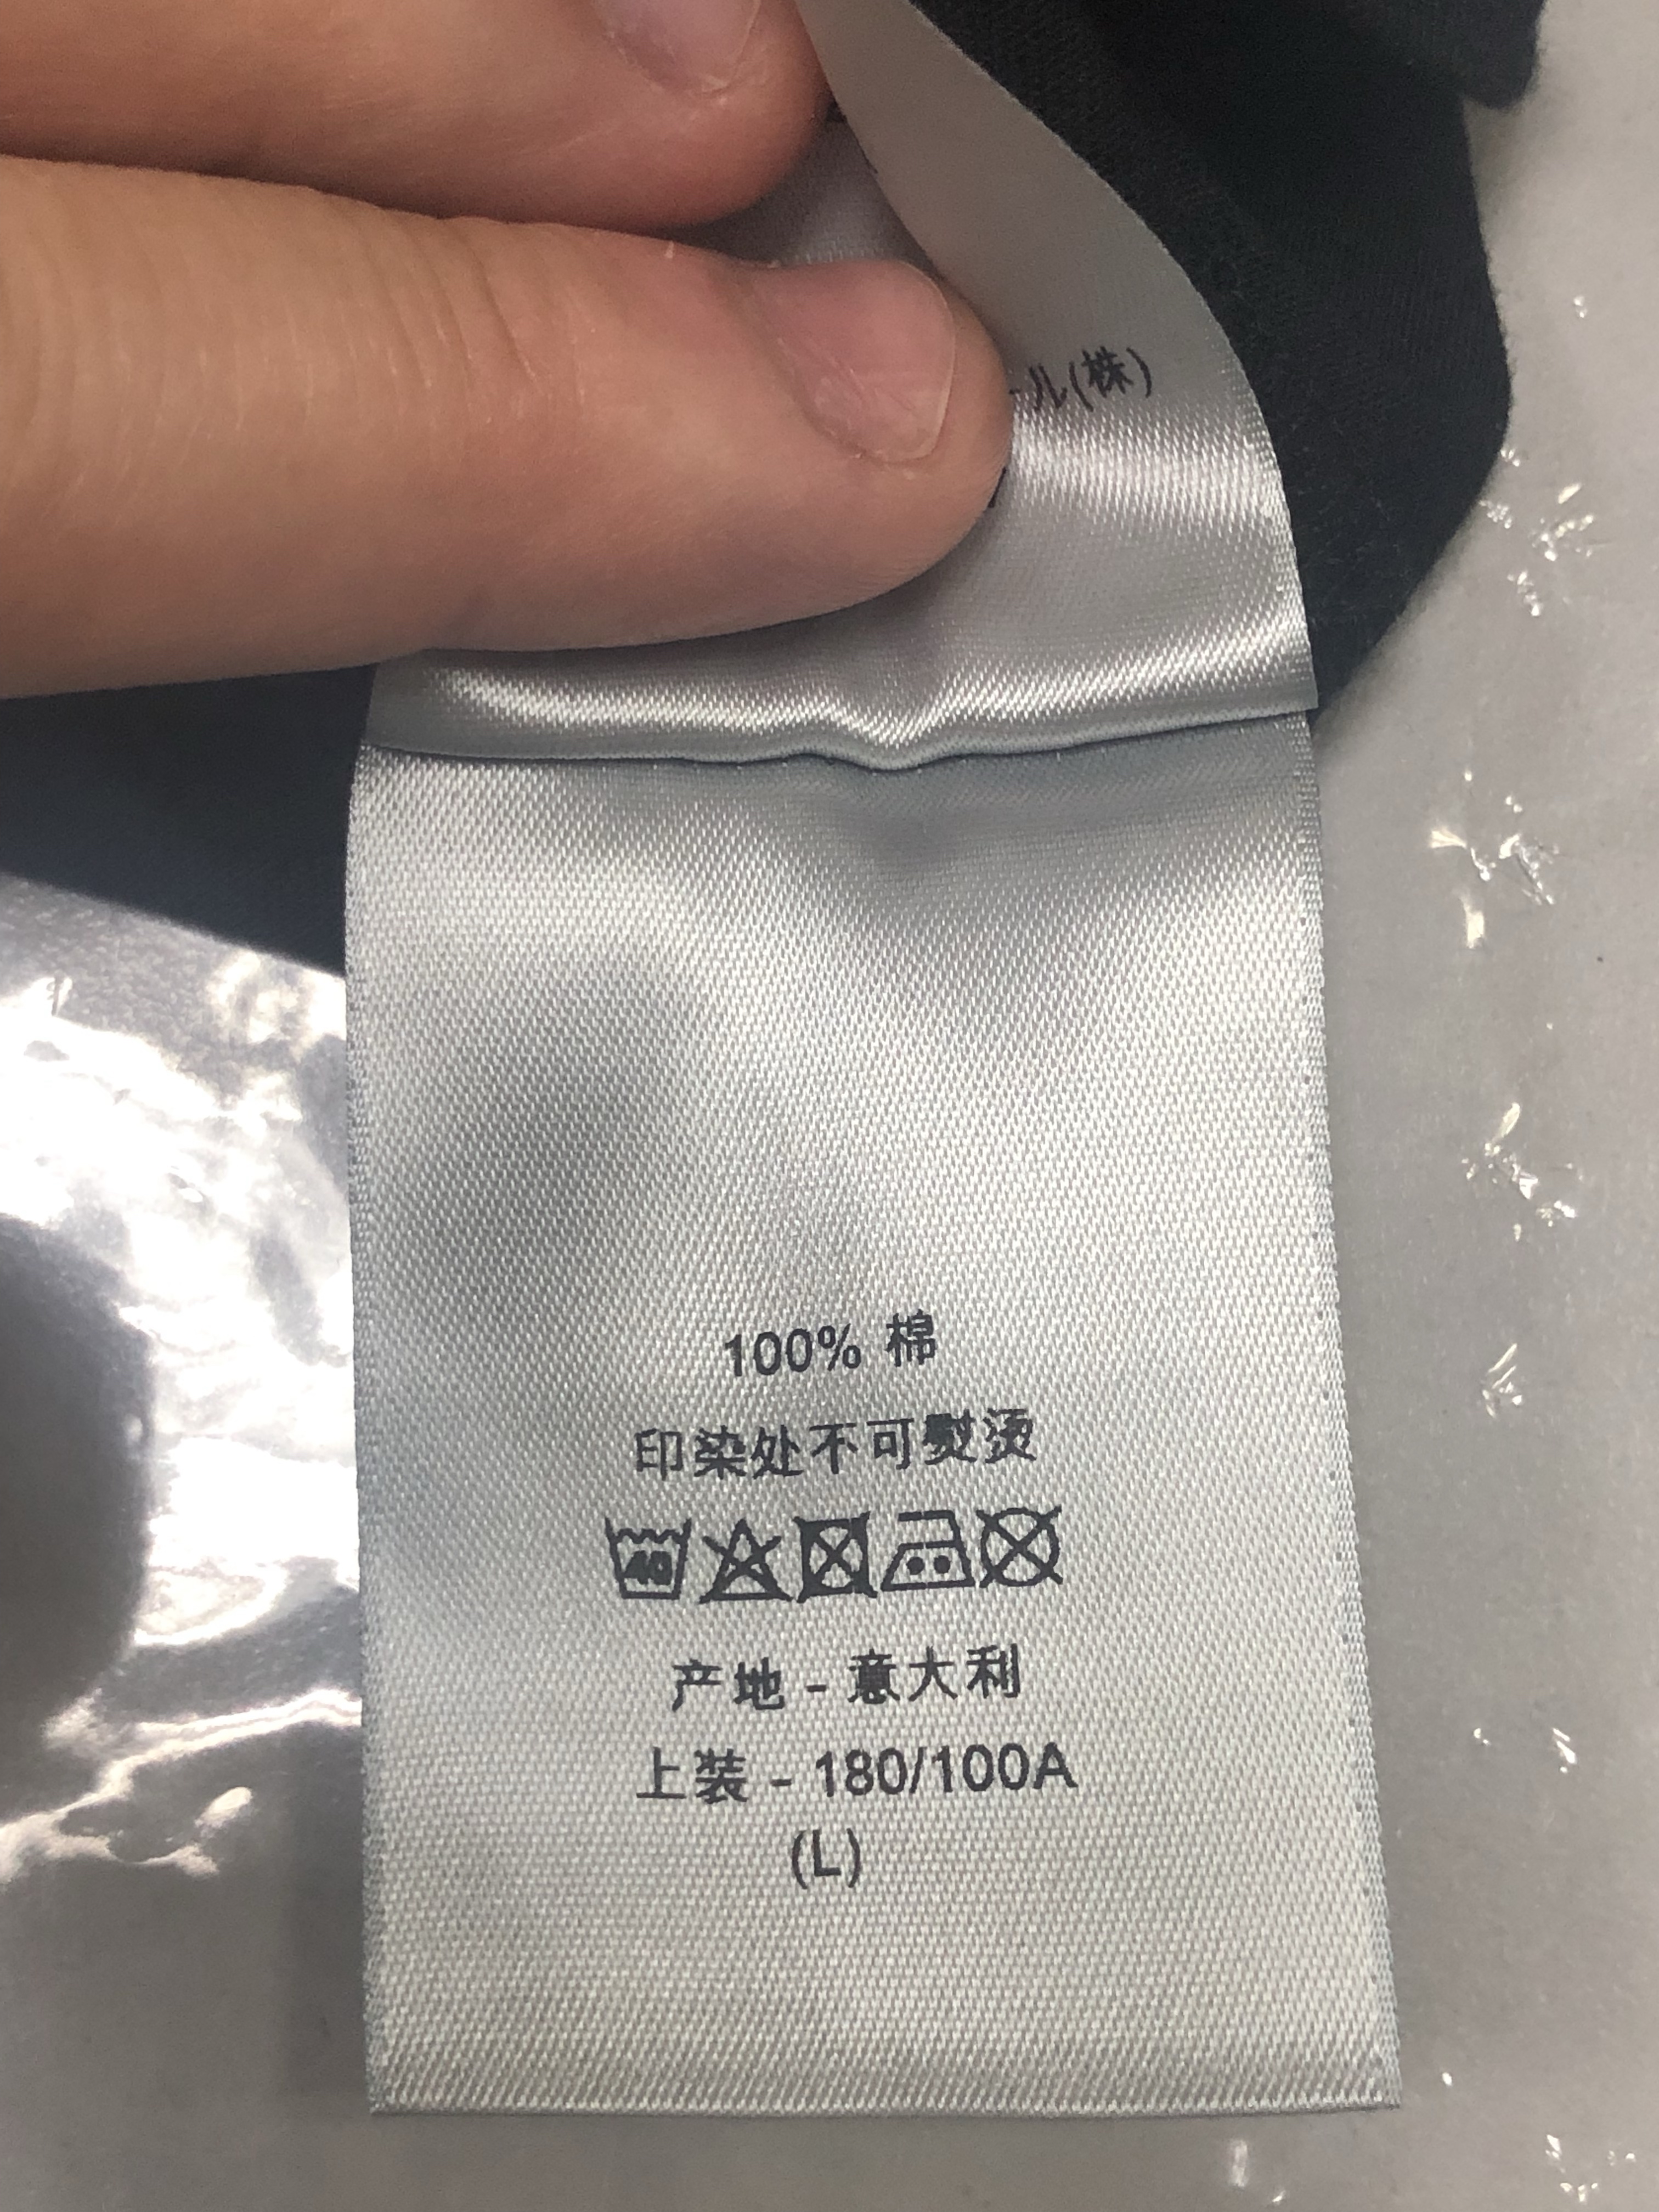 ール(株)
100% 棉
印染处不可熨烫
40
产地 - 意大利
上装 - 180/100A
(L)